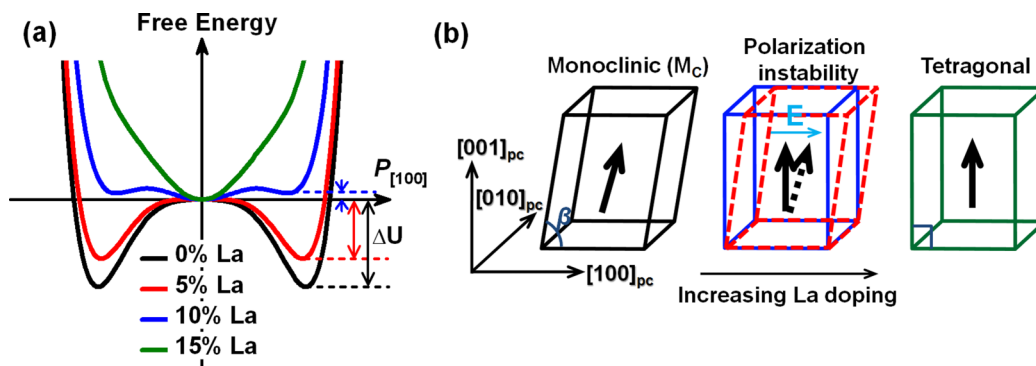 (a)
Free Energy
P[100]
ΔU
0% La
5% La
10% La
15% La
(b)
Monoclinic (MC)
Polarization
instability
Tetragonal
E
[001]pc
[010]pc
β
[100]pc
Increasing La doping